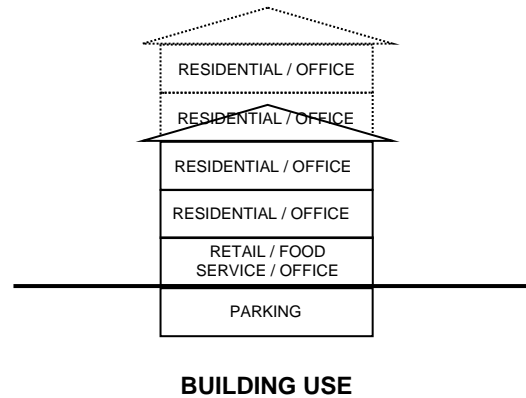 RESIDENTIAL / OFFICE
RESIDENTIAL / OFFICE
RESIDENTIAL / OFFICE
RESIDENTIAL / OFFICE
RETAIL / FOOD
SERVICE / OFFICE
PARKING
BUILDING USE